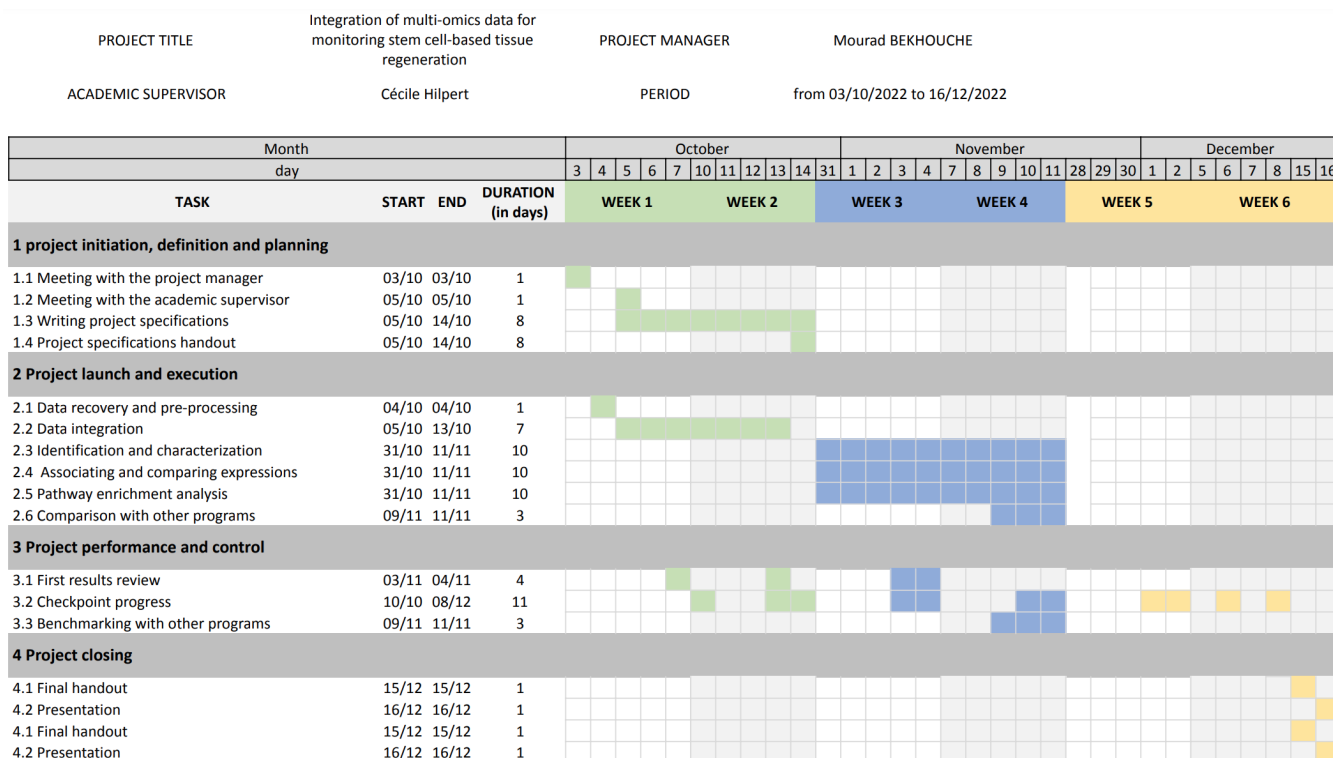 PROJECT TITLE
Integration of multi-omics data for
monitoring stem cell-based tissue
regeneration
PROJECT MANAGER
Mourad BEKHOUCHE
ACADEMIC SUPERVISOR
Cécile Hilpert
PERIOD
from 03/10/2022 to 16/12/2022
Month October November December
day 3 4 5 6 7 10 11 12 13 14 31 1 2 3 4 7 8 9 10 11 28 29 30 1 2 5 6 7 8 15 16
TASK START END DURATION (in days) WEEK 1 WEEK 2 WEEK 3 WEEK 4 WEEK 5 WEEK 6
1 project initiation, definition and planning
1.1 Meeting with the project manager 03/10 03/10 1
1.2 Meeting with the academic supervisor 05/10 05/10 1
1.3 Writing project specifications 05/10 14/10 8
1.4 Project specifications handout 05/10 14/10 8
2 Project launch and execution
2.1 Data recovery and pre-processing 04/10 04/10 1
2.2 Data integration 05/10 13/10 7
2.3 Identification and characterization 31/10 11/11 10
2.4 Associating and comparing expressions 31/10 11/11 10
2.5 Pathway enrichment analysis 31/10 11/11 10
2.6 Comparison with other programs 09/11 11/11 3
3 Project performance and control
3.1 First results review 03/11 04/11 4
3.2 Checkpoint progress 10/10 08/12 11
3.3 Benchmarking with other programs 09/11 11/11 3
4 Project closing
4.1 Final handout 15/12 15/12 1
4.2 Presentation 16/12 16/12 1
4.1 Final handout 15/12 15/12 1
4.2 Presentation 16/12 16/12 1